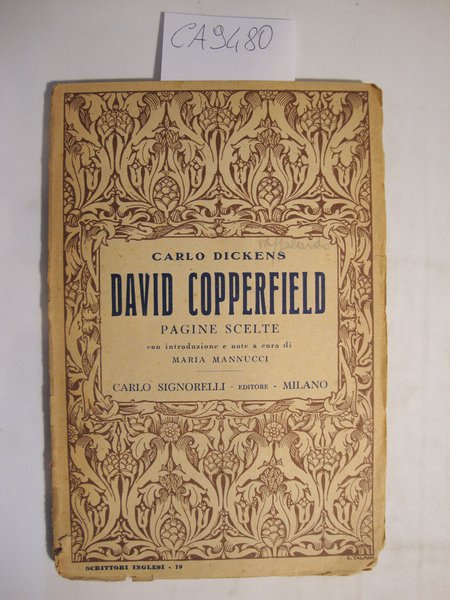 CA9480
CARLO DICKENS
DAVID COPPERFIELD
PAGINE SCELTE
con introduzione e note a cura di
MARIA MANNUCCI
CARLO SIGNORELLI - EDITORE - MILANO
SCRITTORI INGLESI - 19